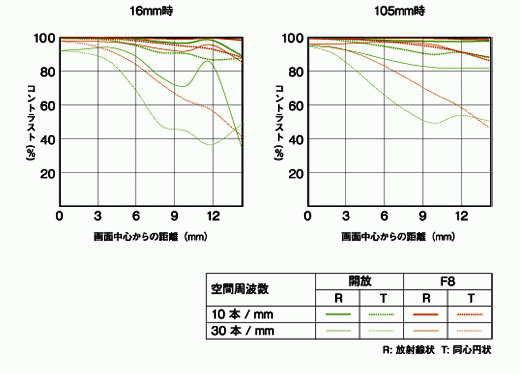 16mm時
105mm時
100
80
60
40
20
コントラスト(%)
0 3 6 9 12
画面中心からの距離 (mm)
100
80
60
40
20
コントラスト(%)
0 3 6 9 12
画面中心からの距離 (mm)
空間周波数 開放 F8
R T R T
10 本 / mm
30 本 / mm
R: 放射線状 T: 同心円状